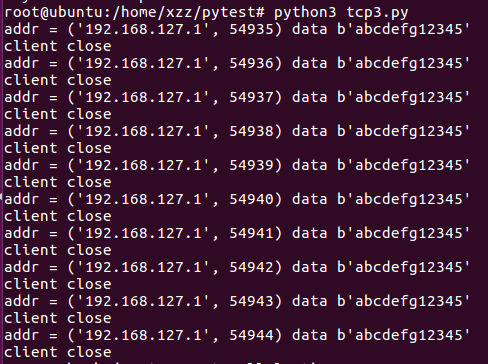 root@ubuntu:/home/xzz/pytest# python3 tcp3.py
addr = ('192.168.127.1', 54935) data b'abcdefg12345'
client close
addr = ('192.168.127.1', 54936) data b'abcdefg12345'
client close
addr = ('192.168.127.1', 54937) data b'abcdefg12345'
client close
addr = ('192.168.127.1', 54938) data b'abcdefg12345'
client close
addr = ('192.168.127.1', 54939) data b'abcdefg12345'
client close
addr = ('192.168.127.1', 54940) data b'abcdefg12345'
client close
addr = ('192.168.127.1', 54941) data b'abcdefg12345'
client close
addr = ('192.168.127.1', 54942) data b'abcdefg12345'
client close
addr = ('192.168.127.1', 54943) data b'abcdefg12345'
client close
addr = ('192.168.127.1', 54944) data b'abcdefg12345'
client close